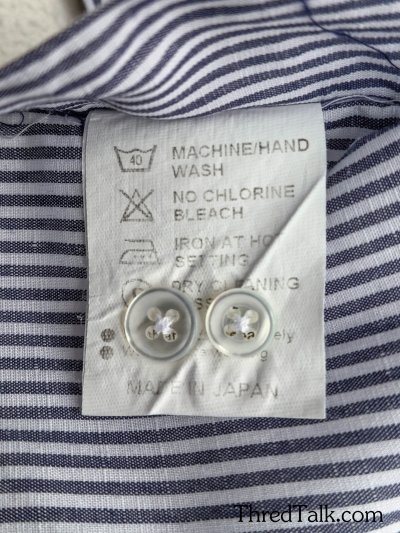 40
MACHINE/HAND
WASH
NO CHLORINE
BLEACH
IRON AT HOT
SETTING
DRY CLEANING
MADE IN JAPAN
ThredTalk.com